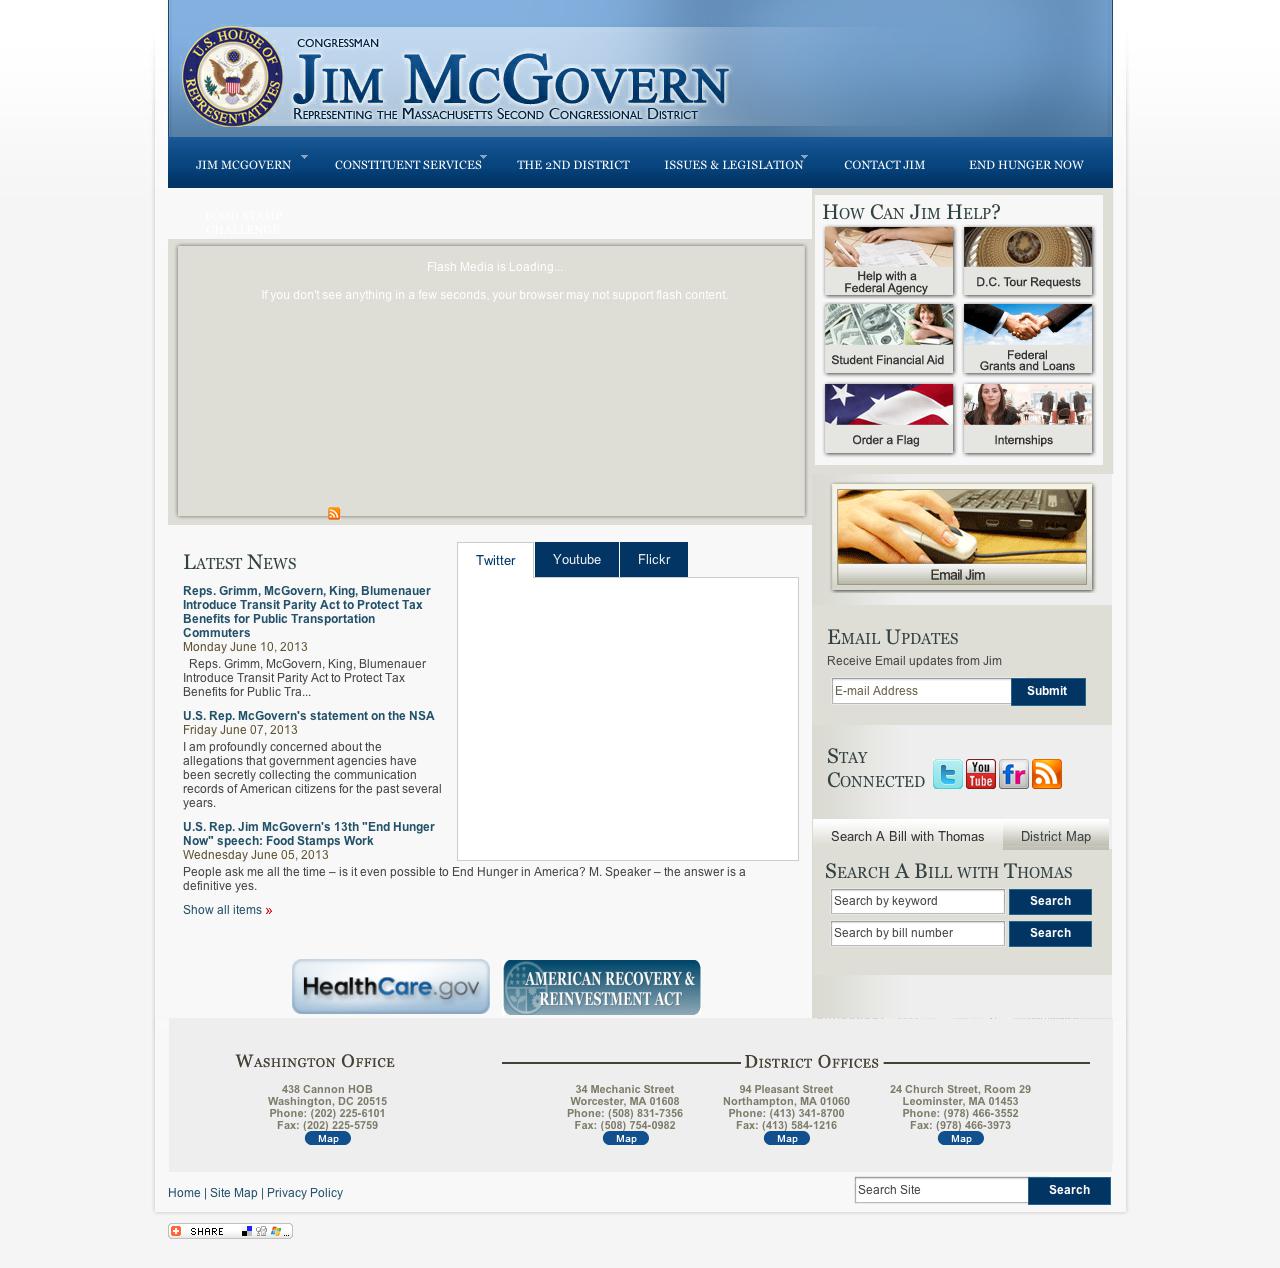 U.S. HOUSE OF REPRESENTATIVES
CONGRESSMAN
JIM MCGOVERN
REPRESENTING THE MASSACHUSETTS SECOND CONGRESSIONAL DISTRICT
JIM MCGOVERN
CONSTITUENT SERVICES
THE 2ND DISTRICT
ISSUES & LEGISLATION
CONTACT JIM
END HUNGER NOW
FOOD STAMP
CHALLENGE
Flash Media is Loading...
If you don't see anything in a few seconds, your browser may not support flash content.
HOW CAN JIM HELP?
Help with a
Federal Agency
D.C. Tour Requests
Student Financial Aid
Federal
Grants and Loans
Order a Flag
Internships
Email Jim
LATEST NEWS
Reps. Grimm, McGovern, King, Blumenauer
Introduce Transit Parity Act to Protect Tax
Benefits for Public Transportation
Commuters
Monday June 10, 2013
Reps. Grimm, McGovern, King, Blumenauer
Introduce Transit Parity Act to Protect Tax
Benefits for Public Tra...
U.S. Rep. McGovern's statement on the NSA
Friday June 07, 2013
I am profoundly concerned about the
allegations that government agencies have
been secretly collecting the communication
records of American citizens for the past several
years.
U.S. Rep. Jim McGovern's 13th "End Hunger
Now" speech: Food Stamps Work
Wednesday June 05, 2013
People ask me all the time – is it even possible to End Hunger in America? M. Speaker – the answer is a
definitive yes.
Show all items »
Twitter
Youtube
Flickr
EMAIL UPDATES
Receive Email updates from Jim
E-mail Address
Submit
STAY
CONNECTED
You
Tube
fr
Search A Bill with Thomas
District Map
SEARCH A BILL WITH THOMAS
Search by keyword
Search
Search by bill number
Search
HealthCare.gov
AMERICAN RECOVERY &
REINVESTMENT ACT
WASHINGTON OFFICE
438 Cannon HOB
Washington, DC 20515
Phone: (202) 225-6101
Fax: (202) 225-5759
Map
DISTRICT OFFICES
34 Mechanic Street
Worcester, MA 01608
Phone: (508) 831-7356
Fax: (508) 754-0982
Map
94 Pleasant Street
Northampton, MA 01060
Phone: (413) 341-8700
Fax: (413) 584-1216
Map
24 Church Street, Room 29
Leominster, MA 01453
Phone: (978) 466-3552
Fax: (978) 466-3973
Map
Home | Site Map | Privacy Policy
Search Site
Search
SHARE